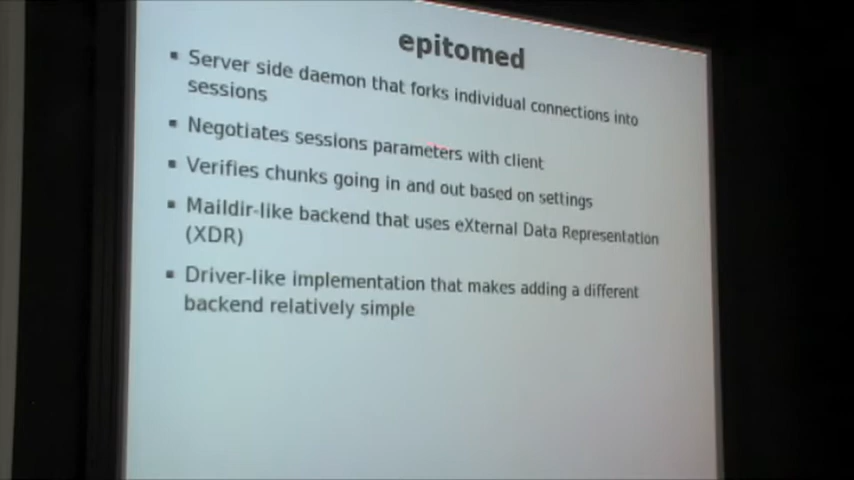 epitomed
▪ Server side daemon that forks individual connections into
sessions
▪ Negotiates sessions parameters with client
▪ Verifies chunks going in and out based on settings
▪ Maildir-like backend that uses eXternal Data Representation
(XDR)
▪ Driver-like implementation that makes adding a different
backend relatively simple